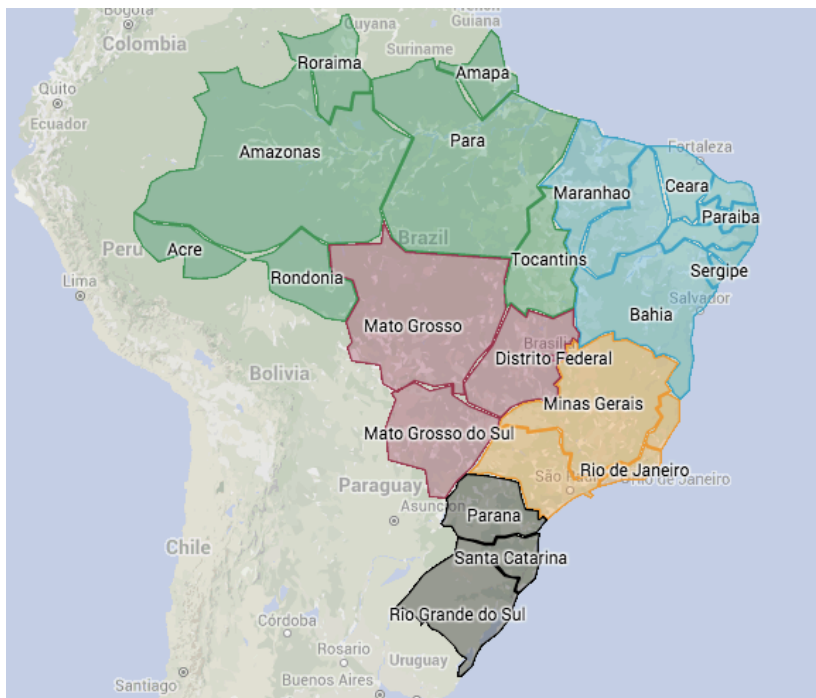 Bogota
Colombia
Guyana
French
Guiana
Suriname
Roraima
Amapa
Quito
Ecuador
Amazonas
Para
Fortaleza
Maranhao
Ceara
Paraiba
Brazil
Peru
Acre
Tocantins
Sergipe
Rondonia
Lima
Salvador
Bahia
Mato Grosso
Brasili
Distrito Federal
Bolivia
Minas Gerais
Mato Grosso do Sul
Rio de Janeiro
São Paulo
Rio de Janeiro
Paraguay
Asuncion
Parana
Chile
Santa Catarina
Rio Grande do Sul
Córdoba
Rosario
Uruguay
Santiago
Buenos Aires